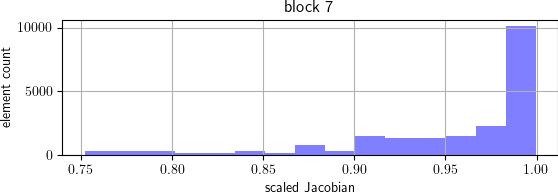 block 7
10000
5000
0
element count
0.75 0.80 0.85 0.90 0.95 1.00
scaled Jacobian